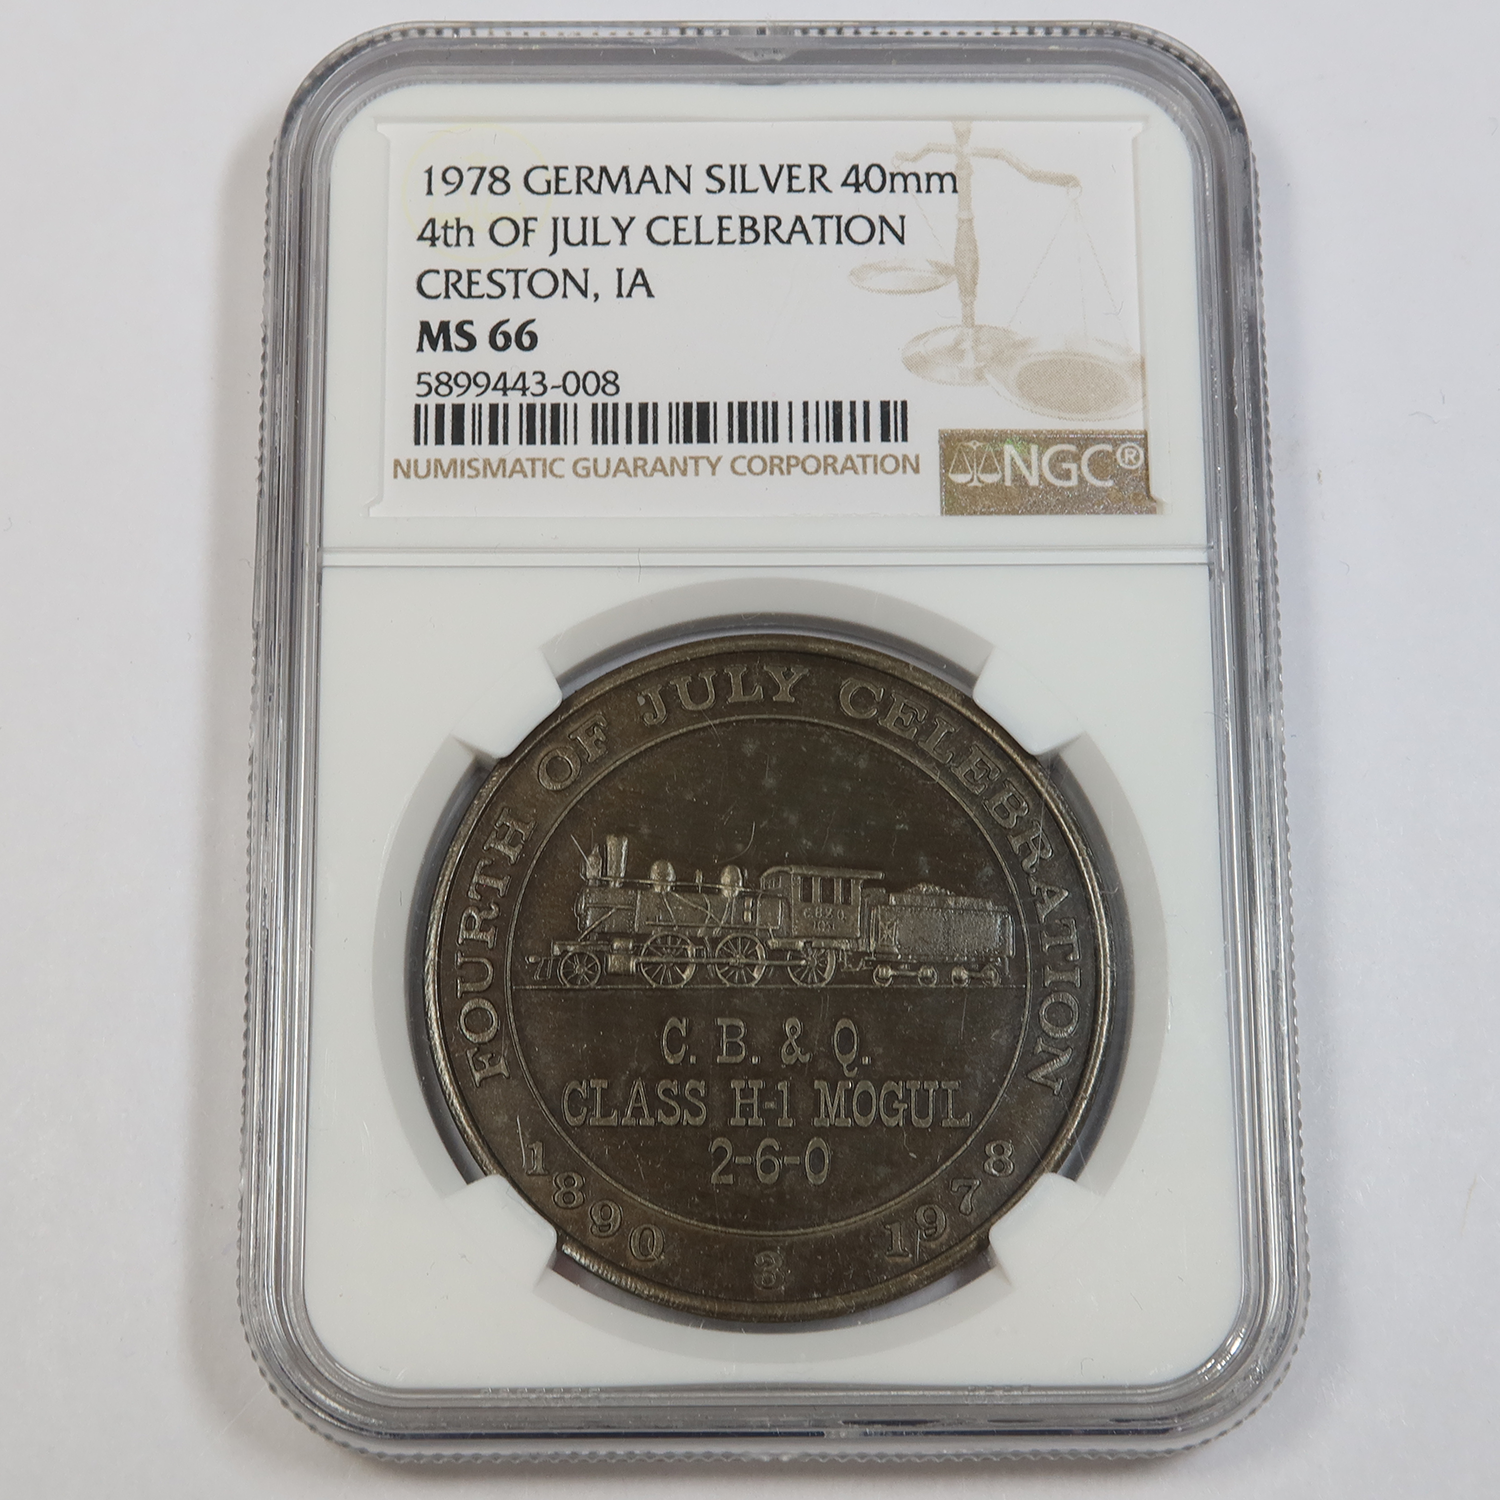 1978 GERMAN SILVER 40mm
4th OF JULY CELEBRATION
CRESTON, IA
MS 66
5899443-008
NUMISMATIC GUARANTY CORPORATION
NGC®
FOURTH OF JULY CELEBRATION
C.B.&Q.
C. B. & Q.
CLASS H-1 MOGUL
2-6-0
1890
1978